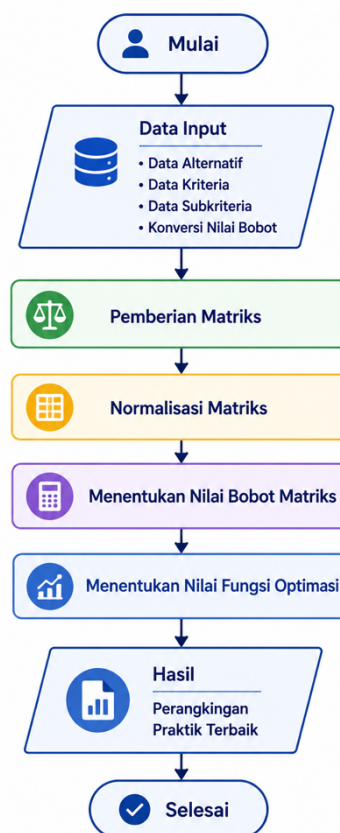 Mulai
Data Input
• Data Alternatif
• Data Kriteria
• Data Subkriteria
• Konversi Nilai Bobot
Pemberian Matriks
Normalisasi Matriks
Menentukan Nilai Bobot Matriks
Menentukan Nilai Fungsi Optimasi
Hasil
Perangkingan
Praktik Terbaik
Selesai